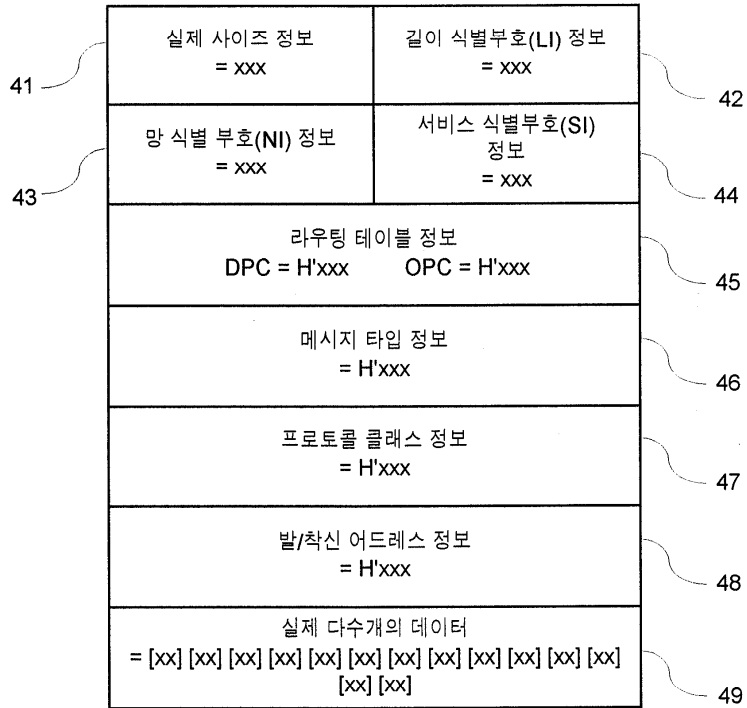 실제 사이즈 정보
= xxx
길이 식별부호(LI) 정보
= xxx
41
42
망 식별 부호(NI) 정보
= xxx
서비스 식별부호(SI)
정보
= xxx
43
44
라우팅 테이블 정보
DPC = H'xxx OPC = H'xxx
45
메시지 타입 정보
= H'xxx
46
프로토콜 클래스 정보
= H'xxx
47
발/착신 어드레스 정보
= H'xxx
48
실제 다수개의 데이터
= [xx] [xx] [xx] [xx] [xx] [xx] [xx] [xx] [xx] [xx] [xx] [xx]
[xx] [xx]
49